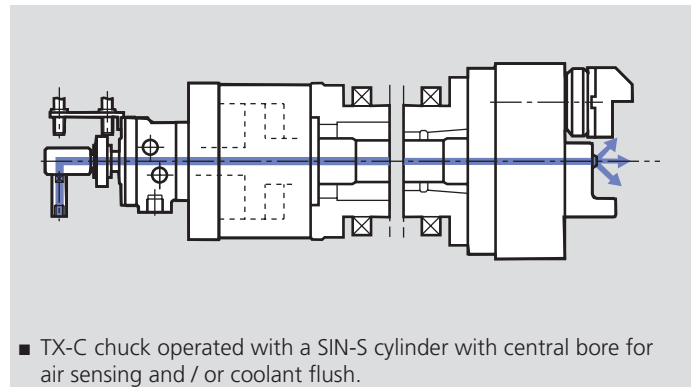 ■ TX-C chuck operated with a SIN-S cylinder with central bore for
air sensing and / or coolant flush.